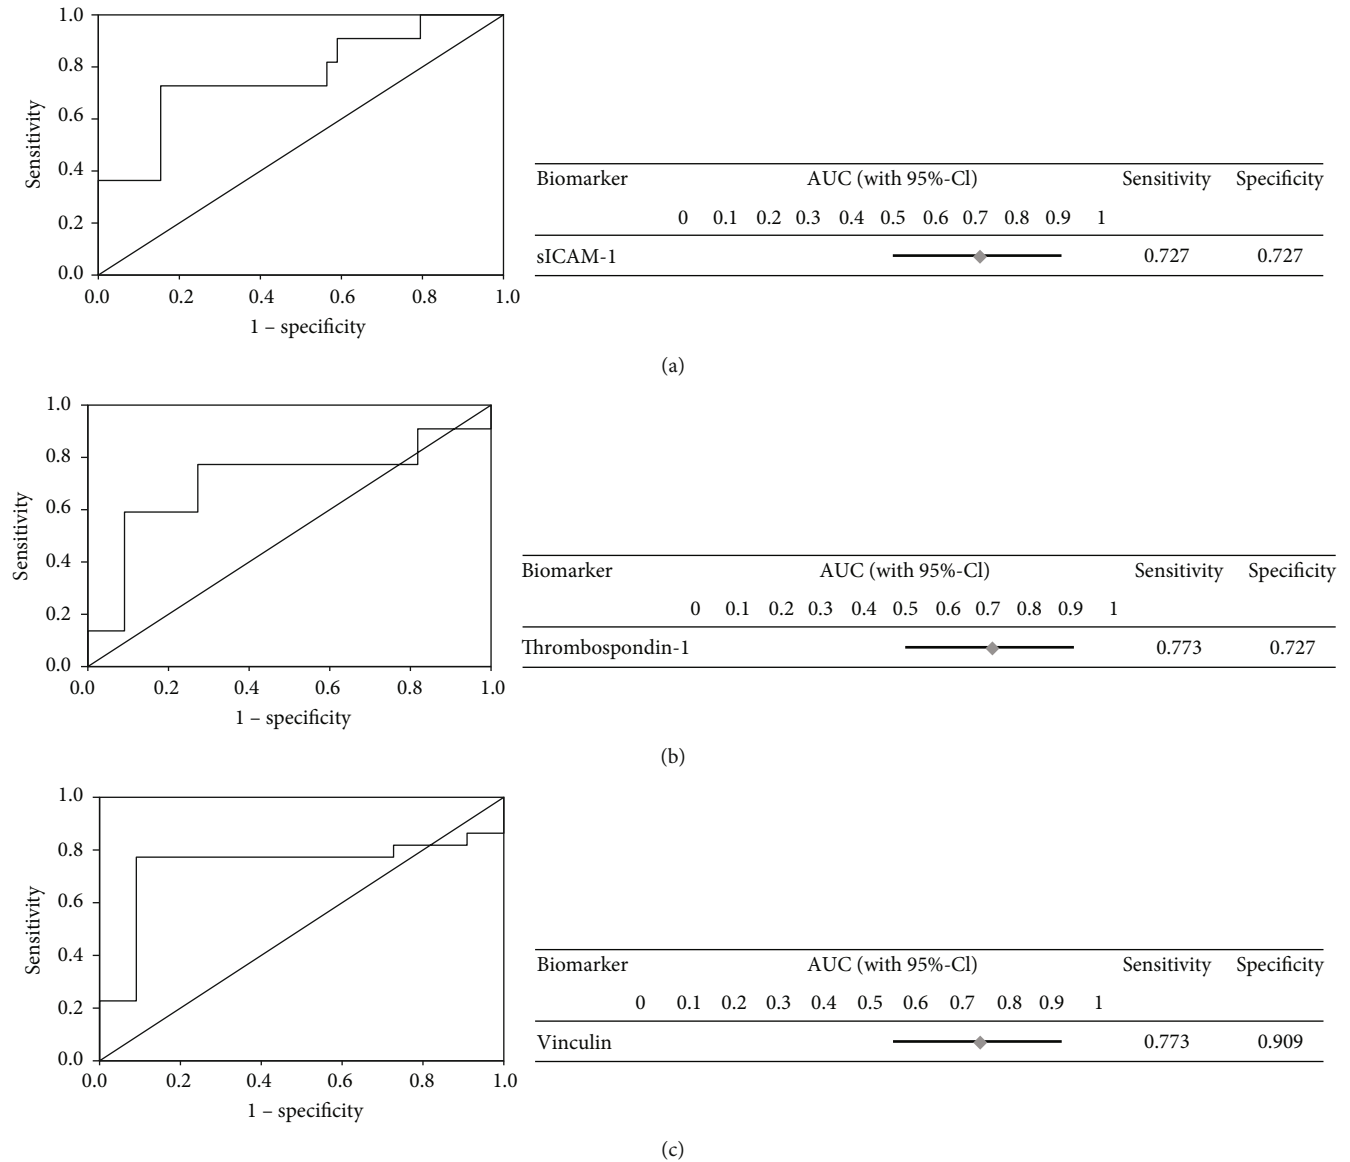 1.0
0.8
0.6
0.4
0.2
0.0
Sensitivity
0.0 0.2 0.4 0.6 0.8 1.0
1 – specificity
Biomarker AUC (with 95%-Cl) Sensitivity Specificity
0 0.1 0.2 0.3 0.4 0.5 0.6 0.7 0.8 0.9 1
sICAM-1 0.727 0.727
(a)
1.0
0.8
0.6
0.4
0.2
0.0
Sensitivity
0.0 0.2 0.4 0.6 0.8 1.0
1 – specificity
Biomarker AUC (with 95%-Cl) Sensitivity Specificity
0 0.1 0.2 0.3 0.4 0.5 0.6 0.7 0.8 0.9 1
Thrombospondin-1 0.773 0.727
(b)
1.0
0.8
0.6
0.4
0.2
0.0
Sensitivity
0.0 0.2 0.4 0.6 0.8 1.0
1 – specificity
Biomarker AUC (with 95%-Cl) Sensitivity Specificity
0 0.1 0.2 0.3 0.4 0.5 0.6 0.7 0.8 0.9 1
Vinculin 0.773 0.909
(c)